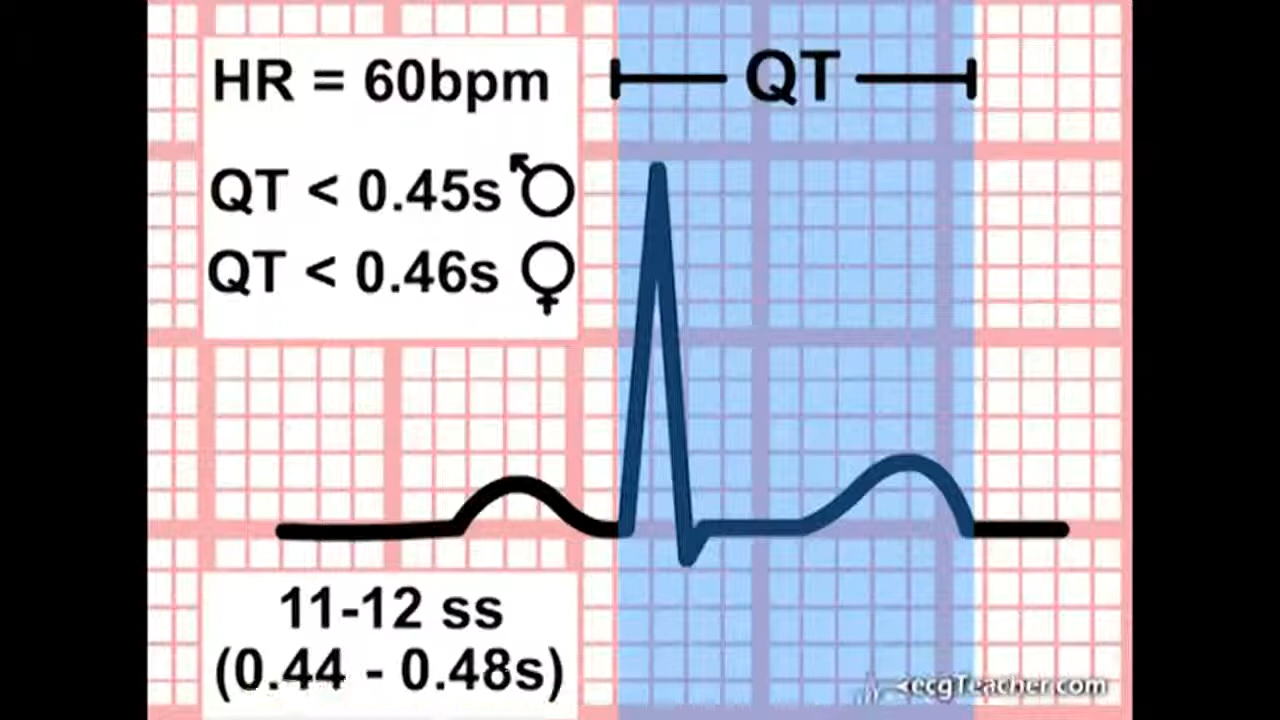 HR = 60bpm
QT
QT < 0.45s
QT < 0.46s
11-12 ss
(0.44 - 0.48s)
ecgTeacher.com